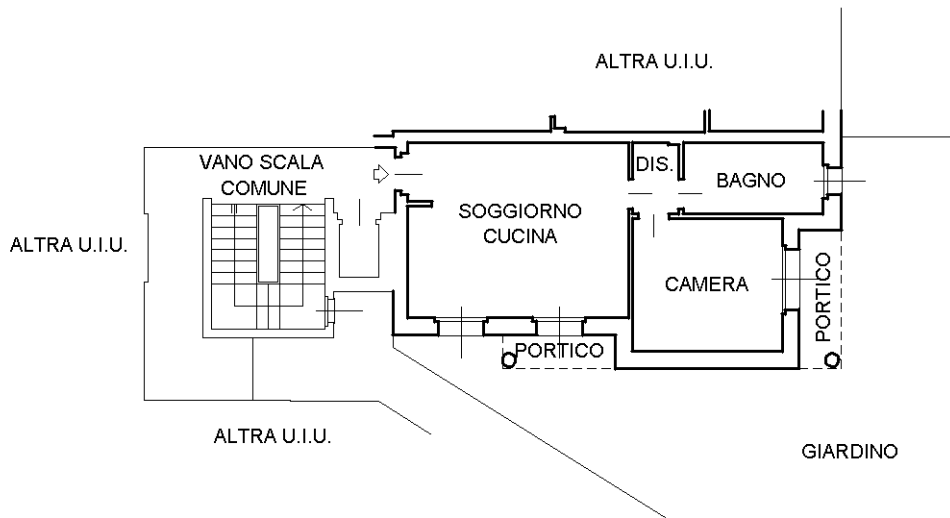 ALTRA U.I.U.
VANO SCALA
COMUNE
DIS.
BAGNO
SOGGIORNO
CUCINA
ALTRA U.I.U.
CAMERA
PORTICO
PORTICO
ALTRA U.I.U.
GIARDINO